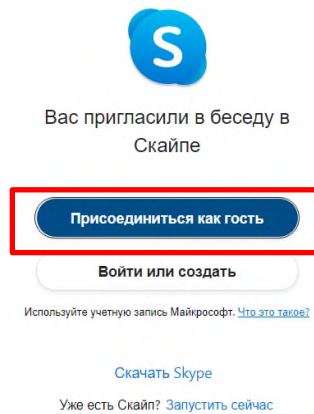 S
Вас пригласили в беседу в
Скайпе
Присоединиться как гость
Войти или создать
Используйте учетную запись Майкрософт. Что это такое?
Скачать Skype
Уже есть Скайп? Запустить сейчас